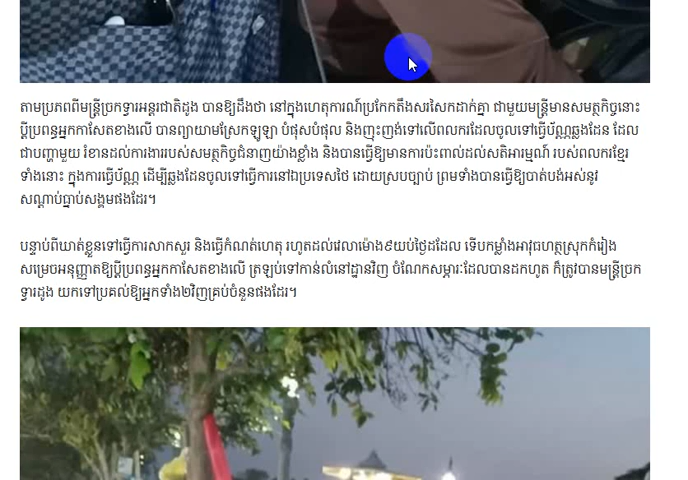 តាមប្រភពពីមន្ត្រីច្រកទ្វារអន្តរជាតិដូង បានឱ្យដឹងថា នៅក្នុងហេតុការណ៍ប្រកែកតឹងសរសៃកដាក់គ្នា ជាមួយមន្ត្រីមានសមត្ថកិច្ចនោះ
ប្តីប្រពន្ធអ្នកកាសែតខាងលើ បានព្យាយាមស្រែកឡូឡា បំផុសបំផុល និងញុះញង់ទៅលើពលករដែលចូលទៅធ្វើប័ណ្ណឆ្លងដែន ដែល
ជាបញ្ហាមួយ រំខានដល់ការងាររបស់សមត្ថកិច្ចជំនាញយ៉ាងខ្លាំង និងបានធ្វើឱ្យមានការប៉ះពាល់ដល់សតិអារម្មណ៍ របស់ពលករខ្មែរ
ទាំងនោះ ក្នុងការធ្វើប័ណ្ណ ដើម្បីឆ្លងដែនចូលទៅធ្វើការនៅឯប្រទេសថៃ ដោយស្របច្បាប់ ព្រមទាំងបានធ្វើឱ្យបាត់បង់អស់នូវ
សណ្តាប់ធ្នាប់សង្គមផងដែរ។
បន្ទាប់ពីឃាត់ខ្លួនទៅធ្វើការសាកសួរ និងធ្វើកំណត់ហេតុ រហូតដល់វេលាម៉ោង៩យប់ថ្ងៃដដែល ទើបកម្លាំងអាវុធហត្ថស្រុកកំរៀង
សម្រេចអនុញ្ញាតឱ្យប្តីប្រពន្ធអ្នកកាសែតខាងលើ ត្រឡប់ទៅកាន់លំនៅដ្ឋានវិញ ចំណែកសម្ភារៈដែលបានដកហូត ក៏ត្រូវបានមន្ត្រីច្រក
ទ្វារដូង យកទៅប្រគល់ឱ្យអ្នកទាំង២វិញគ្រប់ចំនួនផងដែរ។